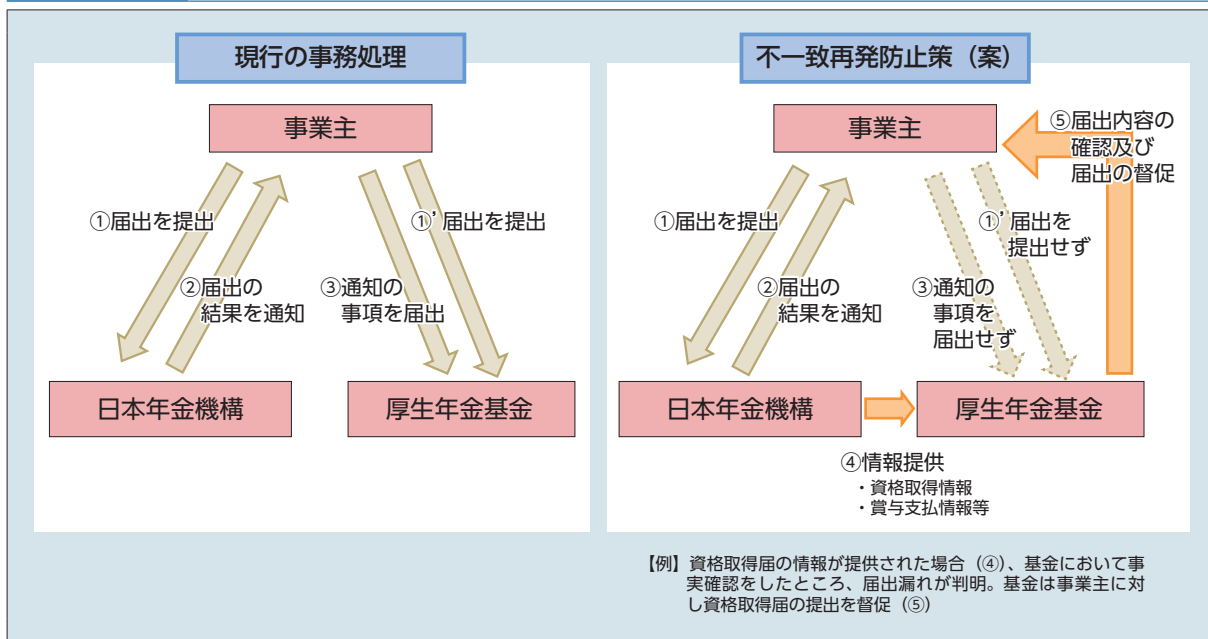 現行の事務処理
事業主
①届出を提出
①’届出を提出
②届出の
結果を通知
③通知の
事項を届出
日本年金機構
厚生年金基金
不一致再発防止策（案）
事業主
⑤届出内容の
確認及び
届出の督促
①届出を提出
①’届出を
提出せず
②届出の
結果を通知
③通知の
事項を
届出せず
日本年金機構
厚生年金基金
④情報提供
・資格取得情報
・賞与支払情報等
【例】資格取得届の情報が提供された場合（④）、基金において事
実確認をしたところ、届出漏れが判明。基金は事業主に対
し資格取得届の提出を督促（⑤）